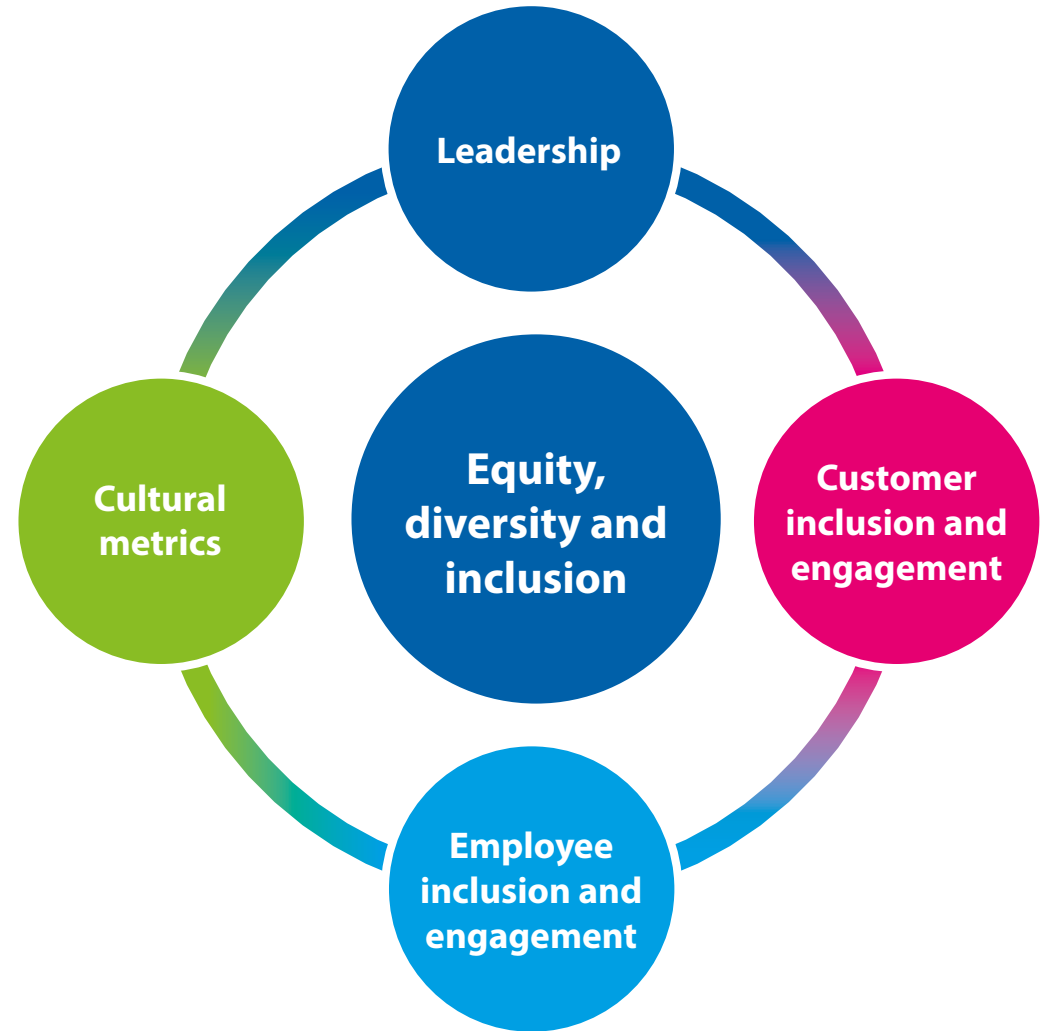 Leadership
Equity,
diversity and
inclusion
Customer
inclusion and
engagement
Employee
inclusion and
engagement
Cultural
metrics